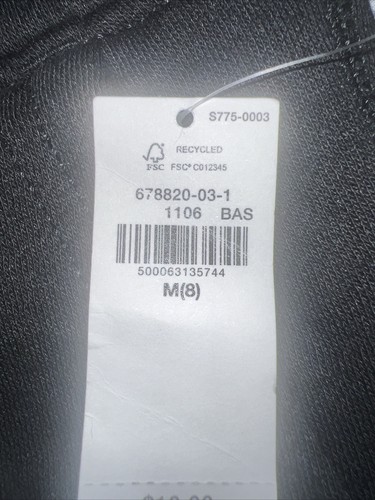 S775-0003
RECYCLED
FSC FSC® C012345
678820-03-1
1106 BAS
500063135744
M(8)